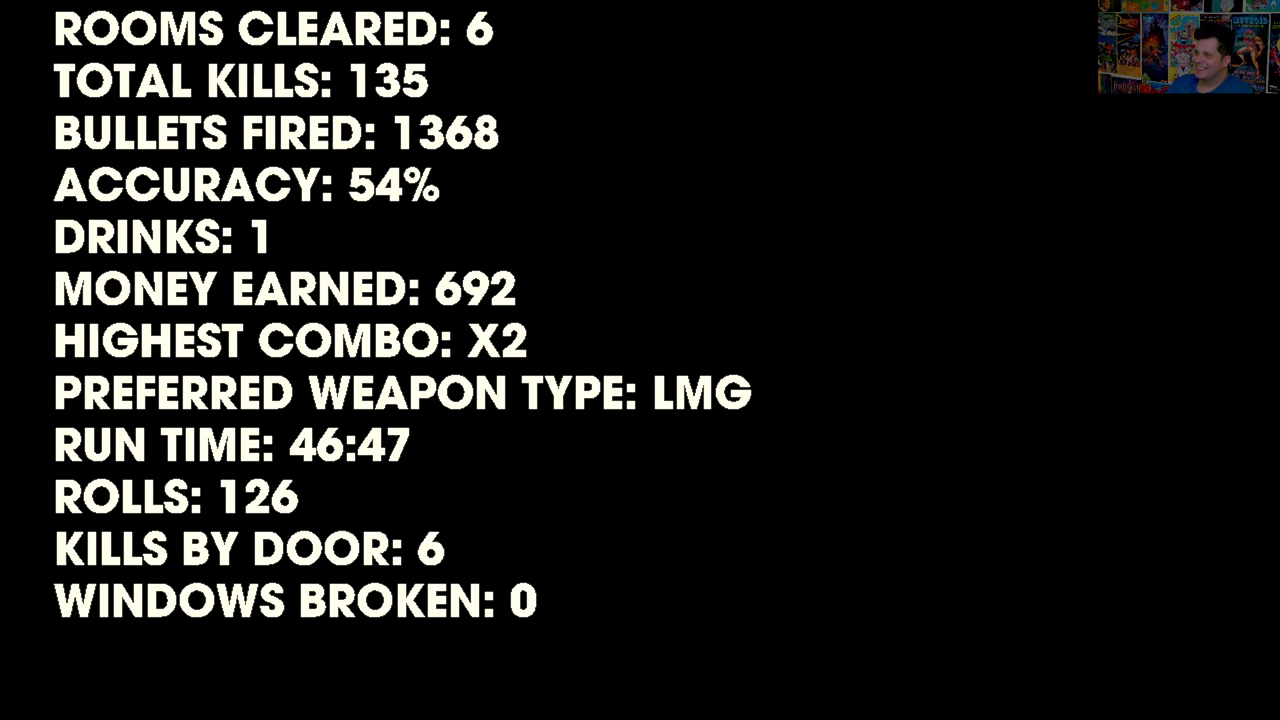 ROOMS CLEARED: 6
TOTAL KILLS: 135
BULLETS FIRED: 1368
ACCURACY: 54%
DRINKS: 1
MONEY EARNED: 692
HIGHEST COMBO: X2
PREFERRED WEAPON TYPE: LMG
RUN TIME: 46:47
ROLLS: 126
KILLS BY DOOR: 6
WINDOWS BROKEN: 0
METROID